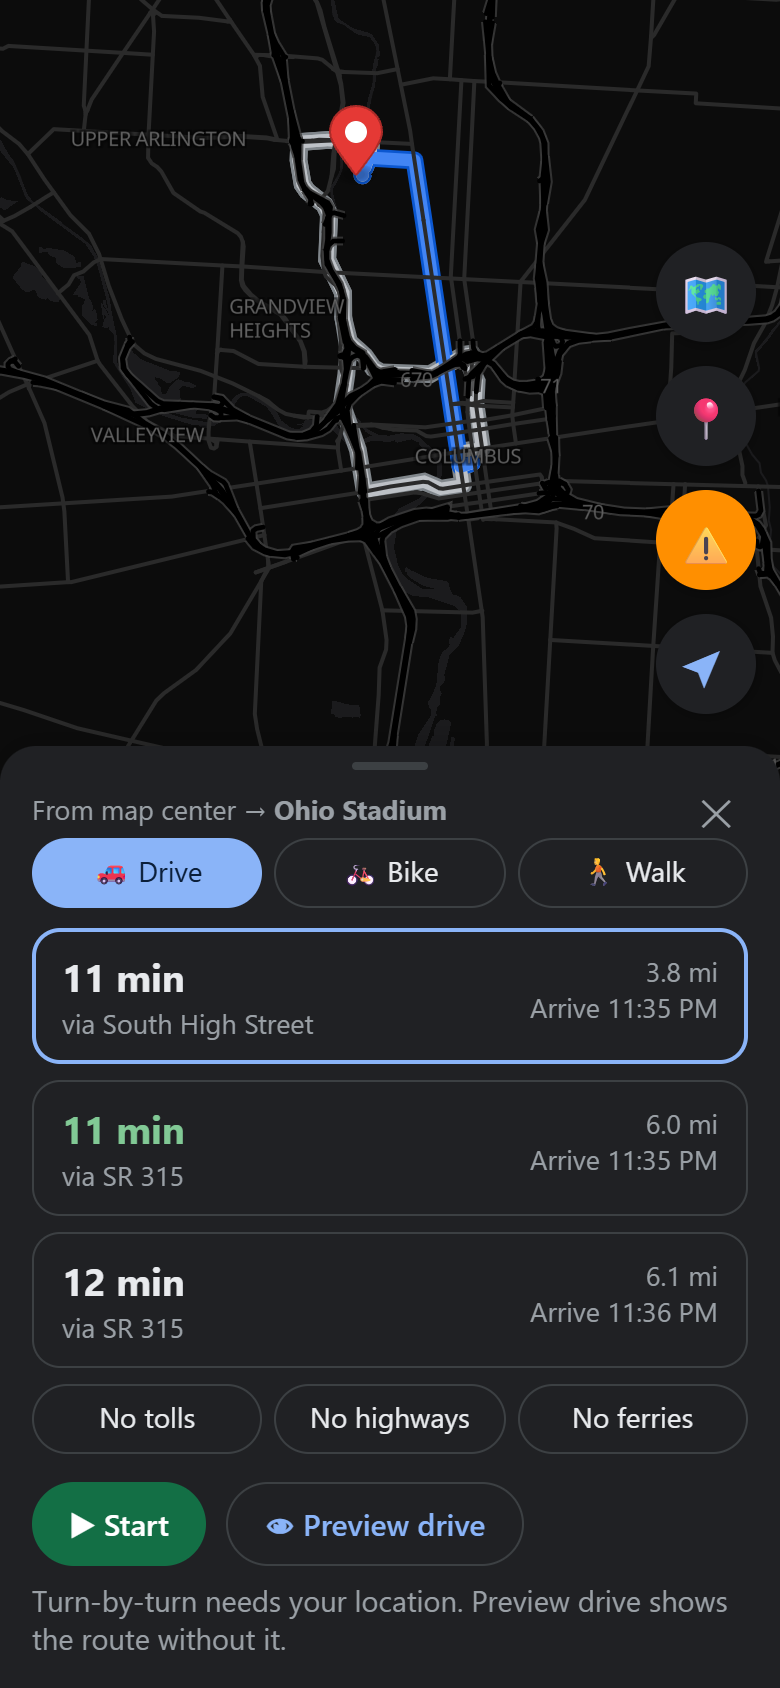 UPPER ARLINGTON
GRANDVIEW
HEIGHTS
670
71
VALLEYVIEW
COLUMBUS
70
From map center → Ohio Stadium
Drive
Bike
Walk
11 min
3.8 mi
via South High Street
Arrive 11:35 PM
11 min
6.0 mi
via SR 315
Arrive 11:35 PM
12 min
6.1 mi
via SR 315
Arrive 11:36 PM
No tolls
No highways
No ferries
Start
Preview drive
Turn-by-turn needs your location. Preview drive shows
the route without it.